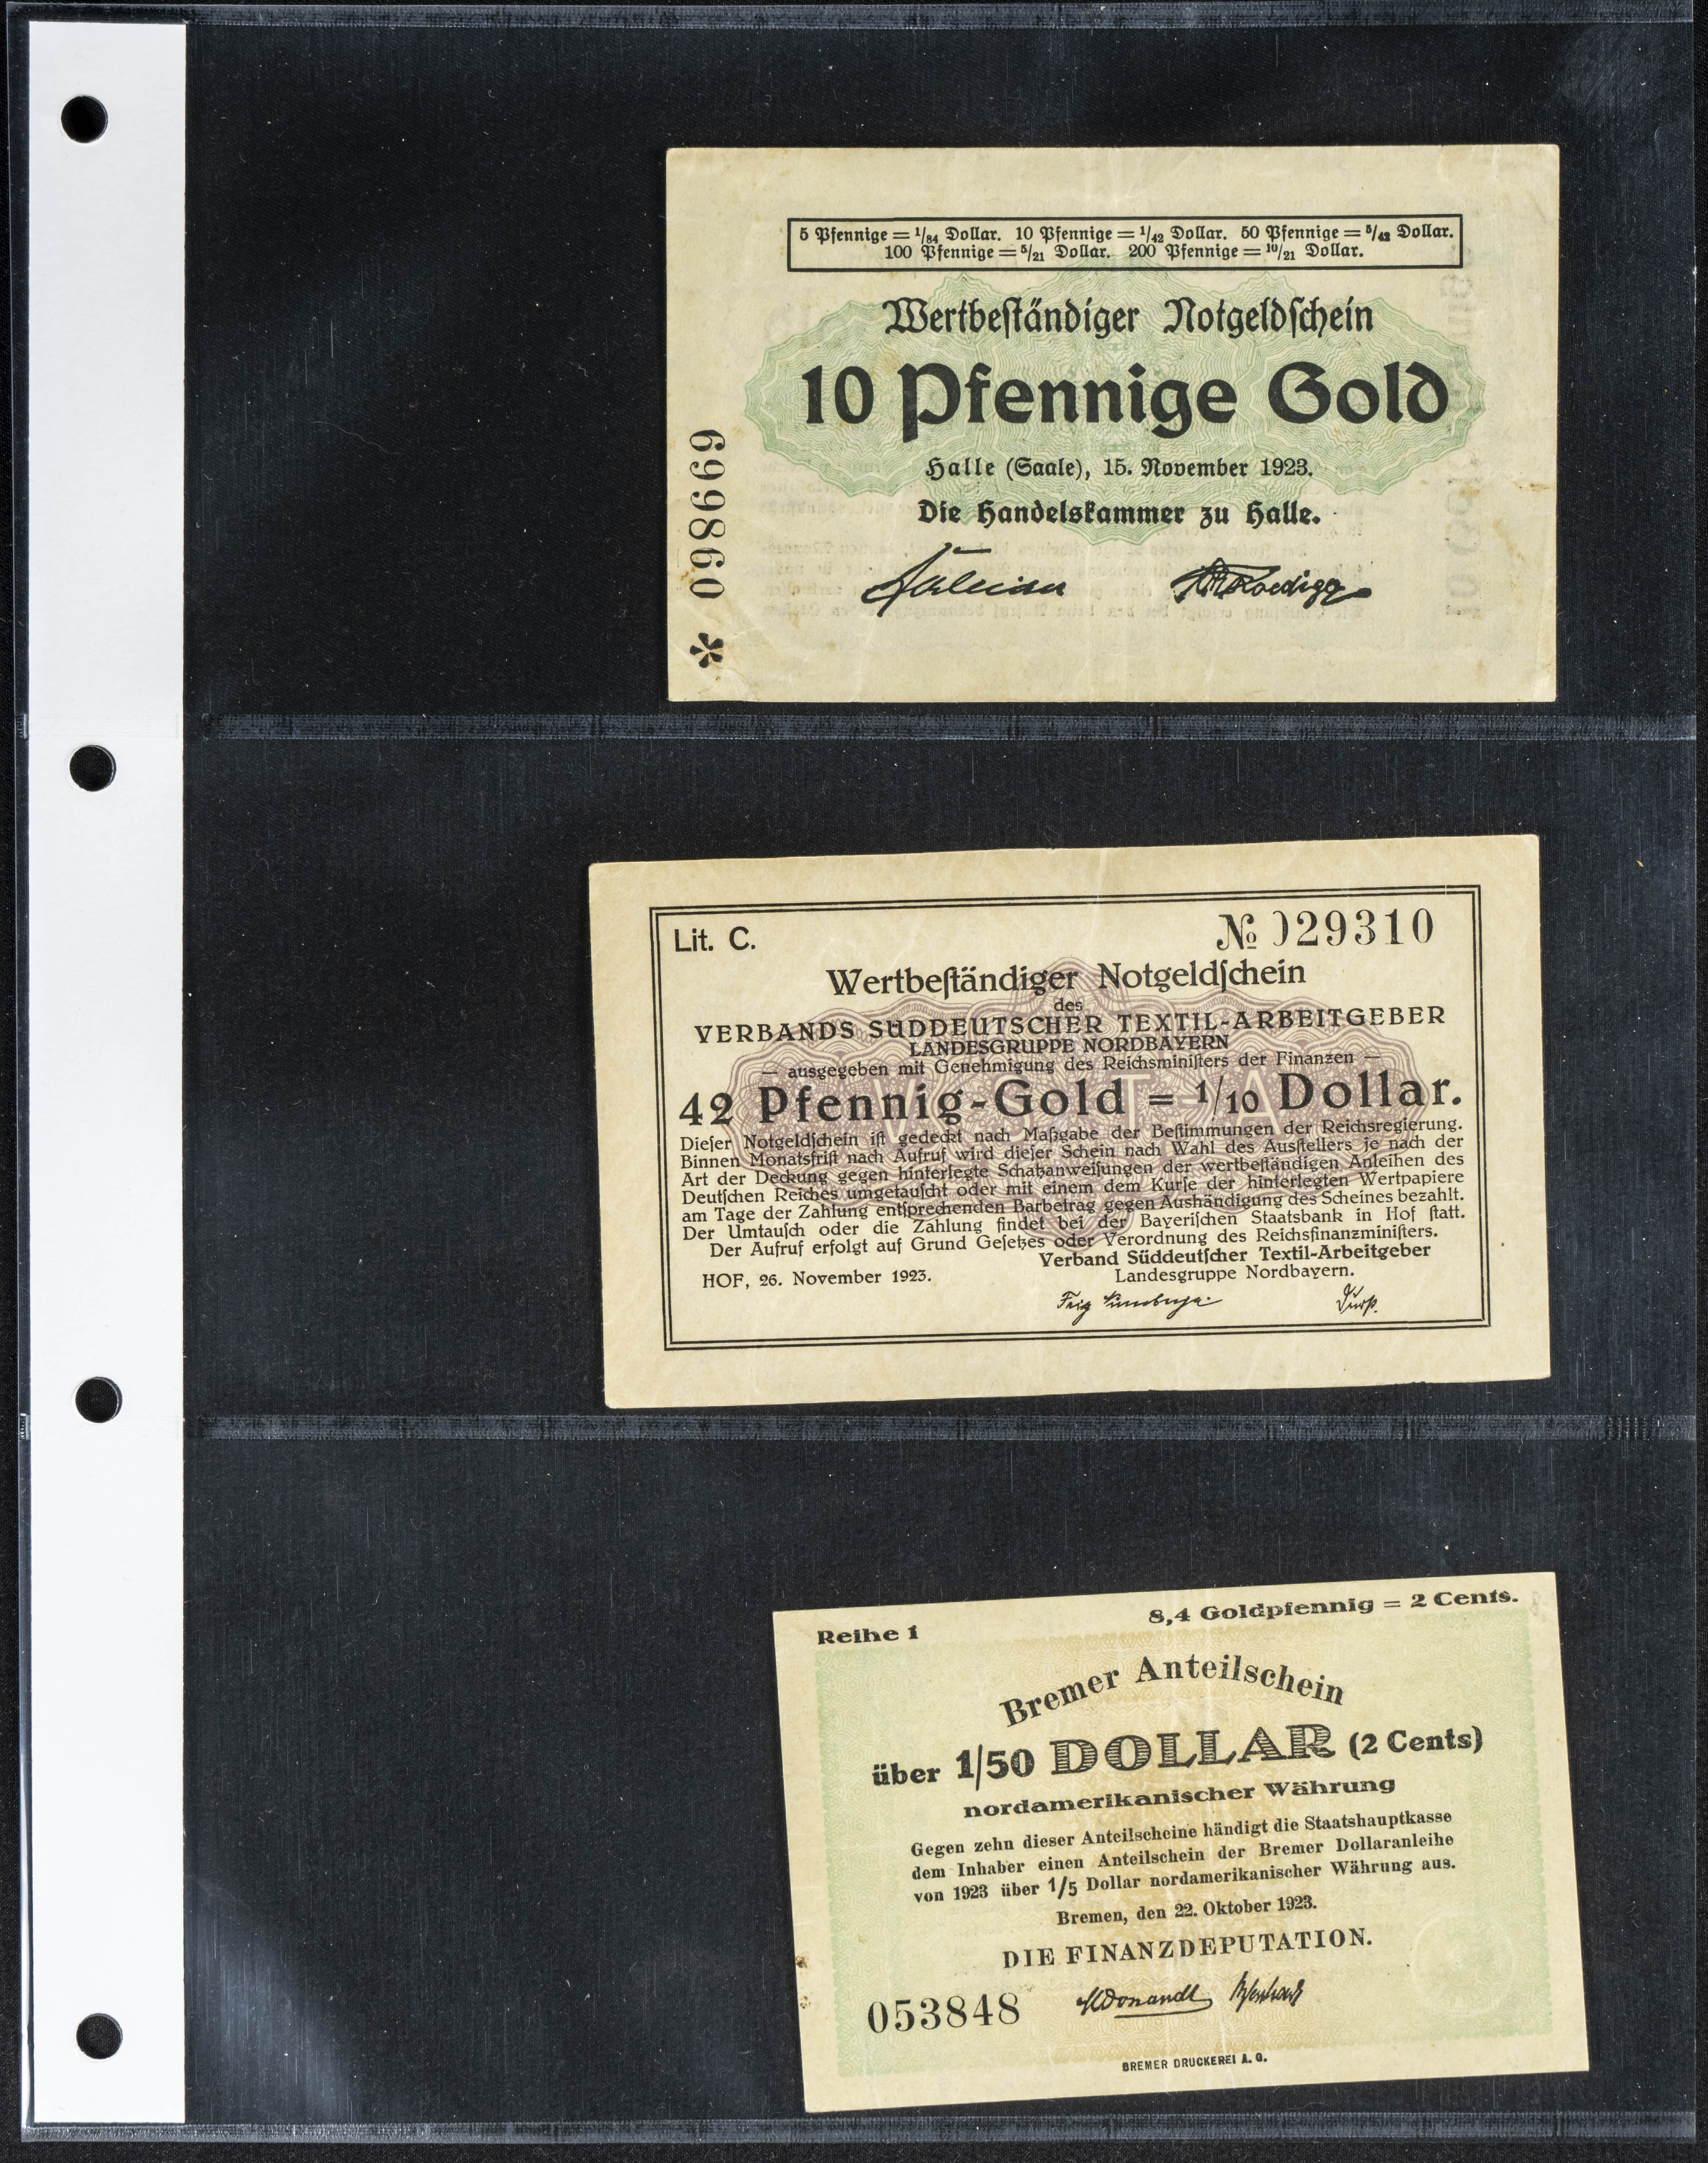 5 Pfennige = 1/84 Dollar. 10 Pfennige = 1/42 Dollar. 50 Pfennige = 5/42 Dollar.
100 Pfennige = 5/21 Dollar. 200 Pfennige = 10/21 Dollar.
Wertbeſtändiger Notgeldſchein
10 Pfennige Gold
Halle (Saale), 15. November 1923.
Die Handelskammer zu Halle.
* 098699
Lit. C.
№ 029310
Wertbeſtändiger Notgeldſchein
des
VERBANDS SÜDDEUTSCHER TEXTIL-ARBEITGEBER
LANDESGRUPPE NORDBAYERN
— ausgegeben mit Genehmigung des Reichsminiſters der Finanzen —
42 Pfennig-Gold = 1/10 Dollar.
Dieſer Notgeldſchein iſt gedeckt nach Maßgabe der Beſtimmungen der Reichsregierung.
Binnen Monatsfriſt nach Aufruf wird dieſer Schein nach Wahl des Ausſtellers je nach der
Art der Deckung gegen hinterlegte Schatzanweiſungen der wertbeſtändigen Anleihen des
Deutſchen Reiches umgetauſcht oder mit einem dem Kurſe der hinterlegten Wertpapiere
am Tage der Zahlung entſprechenden Barbetrag gegen Aushändigung des Scheines bezahlt.
Der Umtauſch oder die Zahlung findet bei der Bayeriſchen Staatsbank in Hof ſtatt.
Der Aufruf erfolgt auf Grund Geſetzes oder Verordnung des Reichsfinanzminiſters.
Verband Süddeutſcher Textil-Arbeitgeber
HOF, 26. November 1923.
Landesgruppe Nordbayern.
Reihe 1
8,4 Goldpfennig = 2 Cents.
Bremer Anteilschein
über 1/50 DOLLAR (2 Cents)
nordamerikanischer Währung
Gegen zehn dieser Anteilscheine händigt die Staatshauptkasse
dem Inhaber einen Anteilschein der Bremer Dollaranleihe
von 1923 über 1/5 Dollar nordamerikanischer Währung aus.
Bremen, den 22. Oktober 1923.
DIE FINANZDEPUTATION.
053848
BREMER DRUCKEREI A. G.